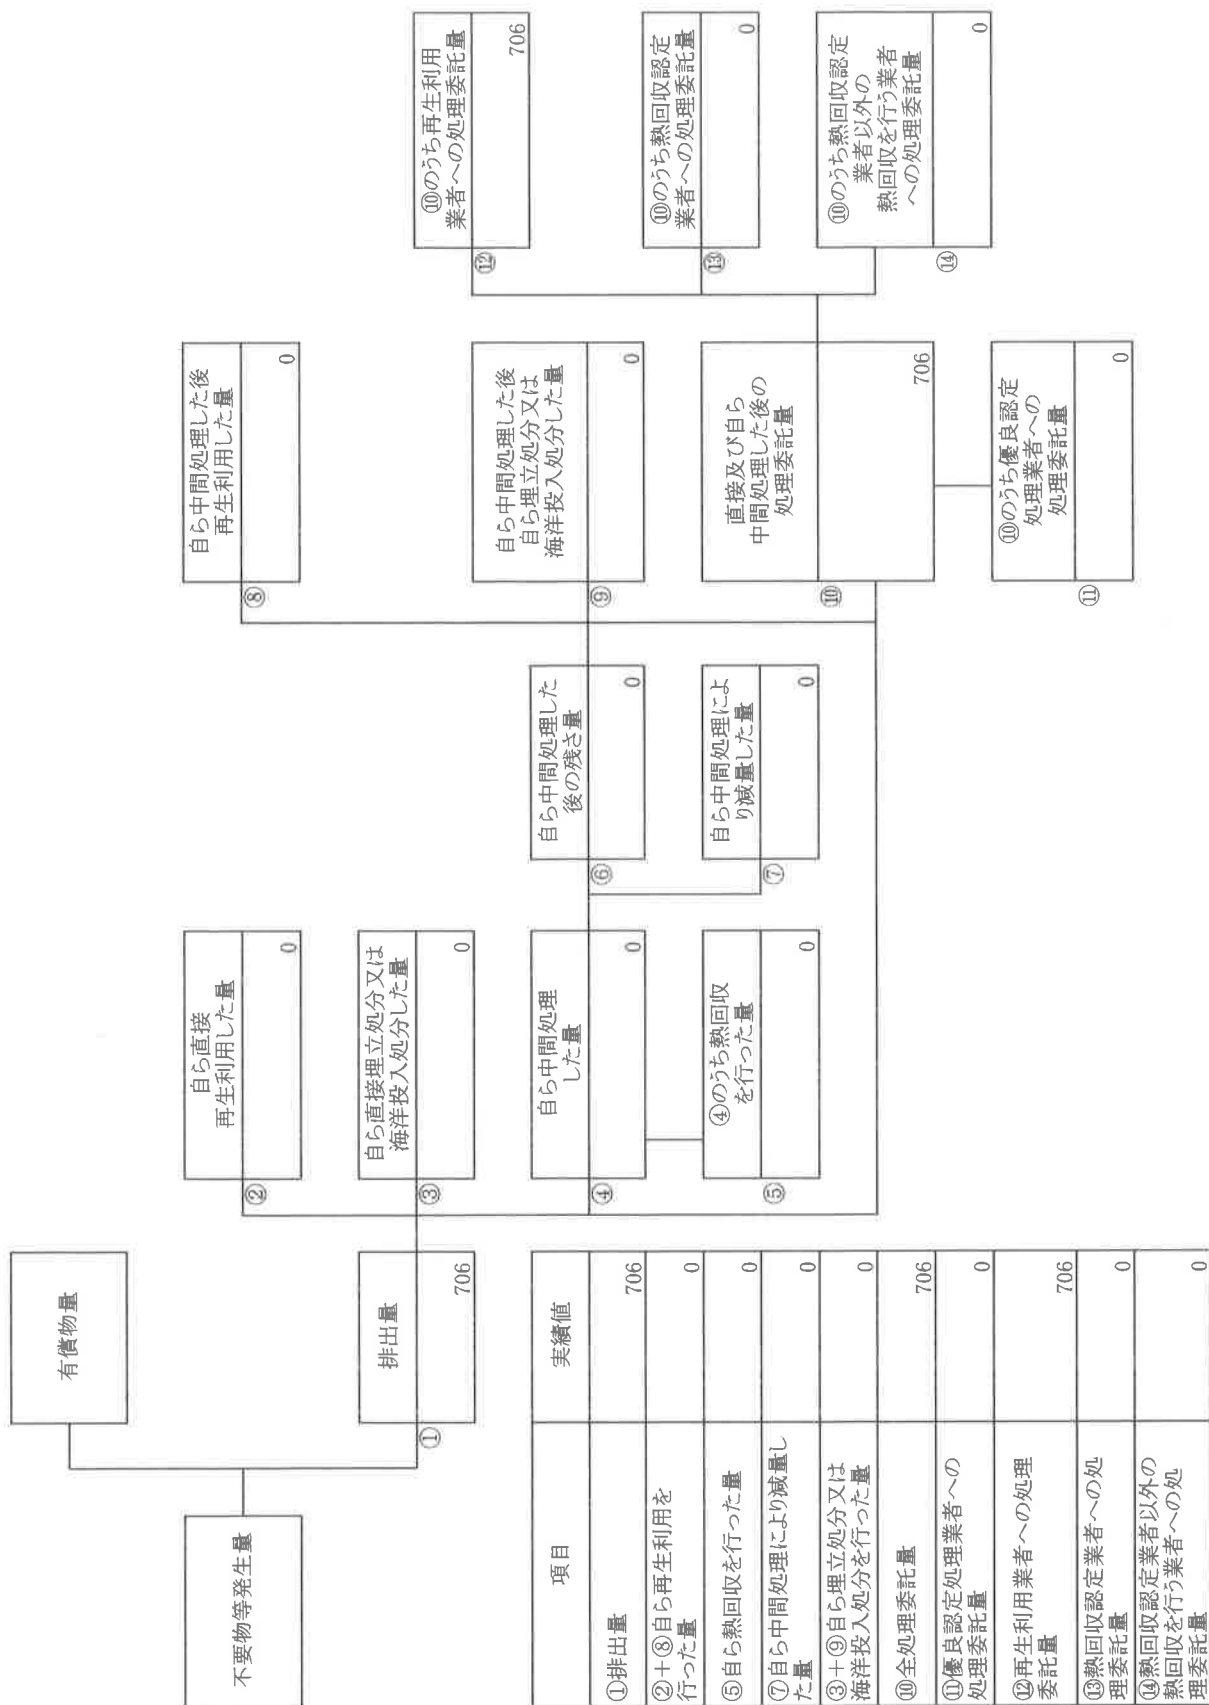 不要物等発生量
有償物量
排出量
①
706
自ら直接
再生利用した量
②
0
自ら直接埋立処分又は
海洋投入処分した量
③
0
自ら中間処理
した量
④
0
④のうち熱回収
を行った量
⑤
0
自ら中間処理した
後の残さ量
⑥
0
自ら中間処理によ
り減量した量
⑦
0
自ら中間処理した後
再生利用した量
⑧
0
自ら中間処理した後
自ら埋立処分又は
海洋投入処分した量
⑨
0
直接及び自ら
中間処理した後の
処理委託量
⑩
706
⑩のうち優良認定
処理業者への
処理委託量
⑪
0
⑩のうち再生利用
業者への処理委託量
⑫
706
⑩のうち熱回収認定
業者への処理委託量
⑬
0
⑩のうち熱回収認定
業者以外の
熱回収を行う業者
への処理委託量
⑭
0
項目 実績値
①排出量 706
②+⑧自ら再生利用を
行った量 0
⑤自ら熱回収を行った量 0
⑦自ら中間処理により減量し
た量 0
③+⑨自ら埋立処分又は
海洋投入処分を行った量 0
⑩全処理委託量 706
⑪優良認定処理業者への
処理委託量 0
⑫再生利用業者への処理
委託量 706
⑬熱回収認定業者への処
理委託量 0
⑭熱回収認定業者以外の
熱回収を行う業者への処
理委託量 0